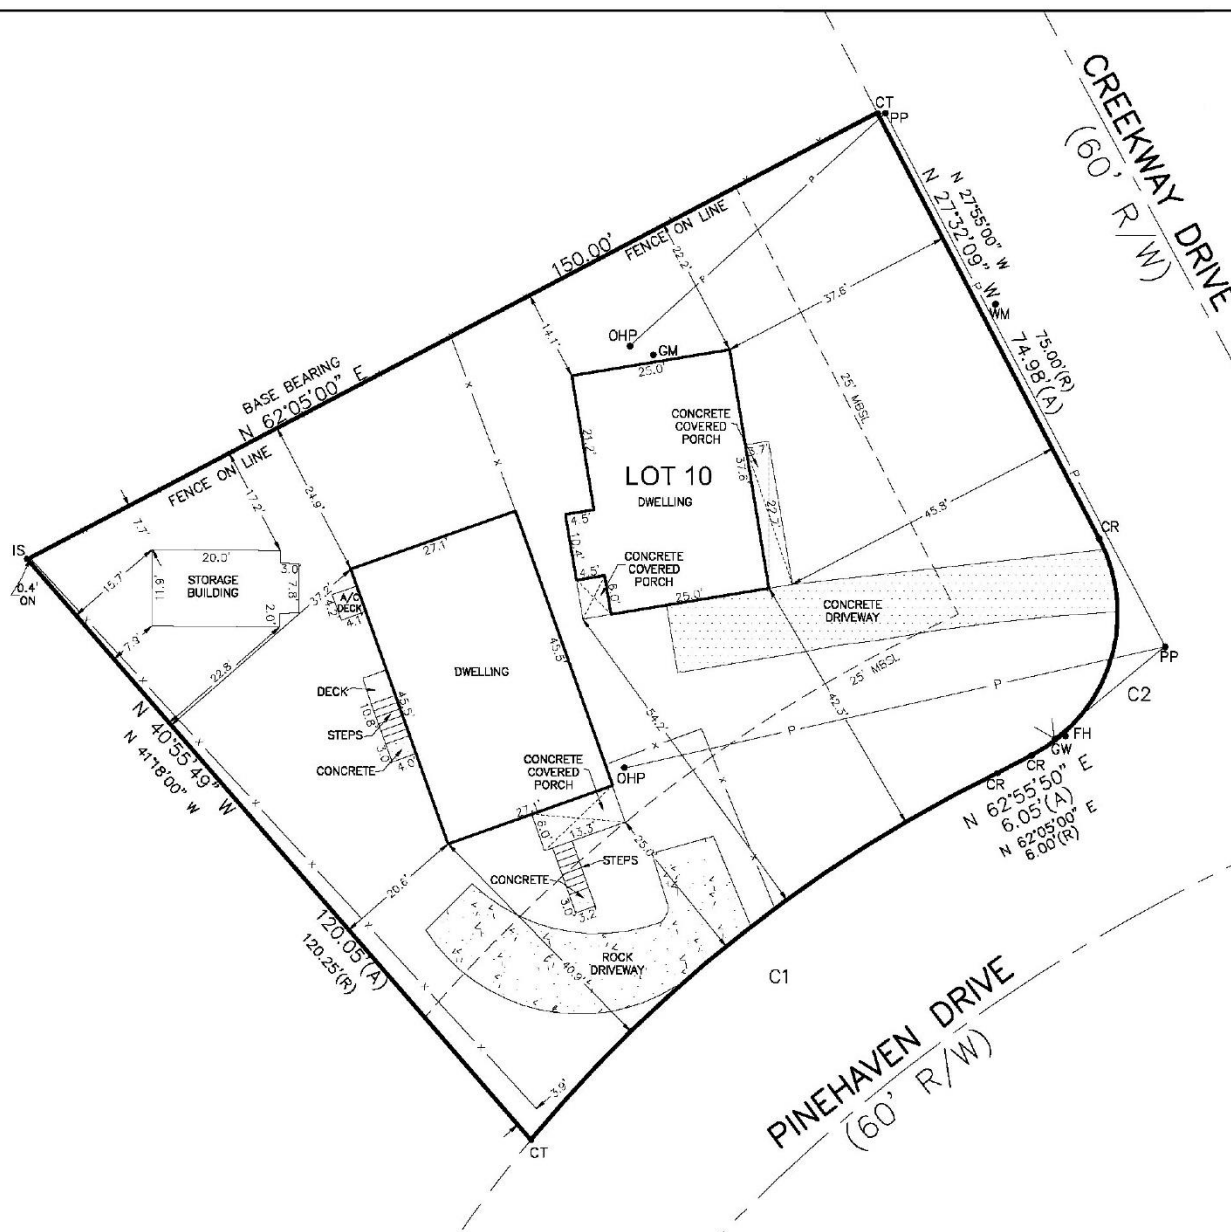 CREEKWAY DRIVE
(60' R/W)
CT
PP
N 27°55'00" W
N 27°32'09" W
WM
75.00'(R)
74.98'(A)
P
P
P
P
CR
150.00'
FENCE ON LINE
22.2'
37.6'
14.1'
OHP
GM
25.0'
25' MBSL
BASE BEARING
N 62°05'00" E
FENCE ON LINE
CONCRETE
COVERED
PORCH
21.2'
LOT 10
DWELLING
37.6'
22.2'
45.8'
4.5'
10.4'
4.5'
6.0'
25.0'
CONCRETE
COVERED
PORCH
CONCRETE
DRIVEWAY
IS
0.4'
ON
7.7'
17.2'
24.9'
15.7'
20.0'
STORAGE
BUILDING
11.9'
3.0'
7.8'
2.0'
7.9'
22.8
37.2'
27.1'
A/C
DECK
4.2'
4.1'
45.5'
DWELLING
DECK
STEPS
CONCRETE
10.8'
45.5'
3.0'
4.0'
N 40°55'49" W
N 41°18'00" W
25' MBSL
PP
C2
P
P
42.3'
54.2'
FH
GW
CR
CR
N 62°55'50" E
6.05'(A)
N 62°05'00" E
6.00'(R)
CONCRETE
COVERED
PORCH
OHP
27.1'
6.0'
13.3'
25.0'
STEPS
CONCRETE
3.0'
3.2'
20.6'
120.05'(A)
120.25'(R)
40.9'
ROCK
DRIVEWAY
C1
PINEHAVEN DRIVE
(60' R/W)
3.9'
CT